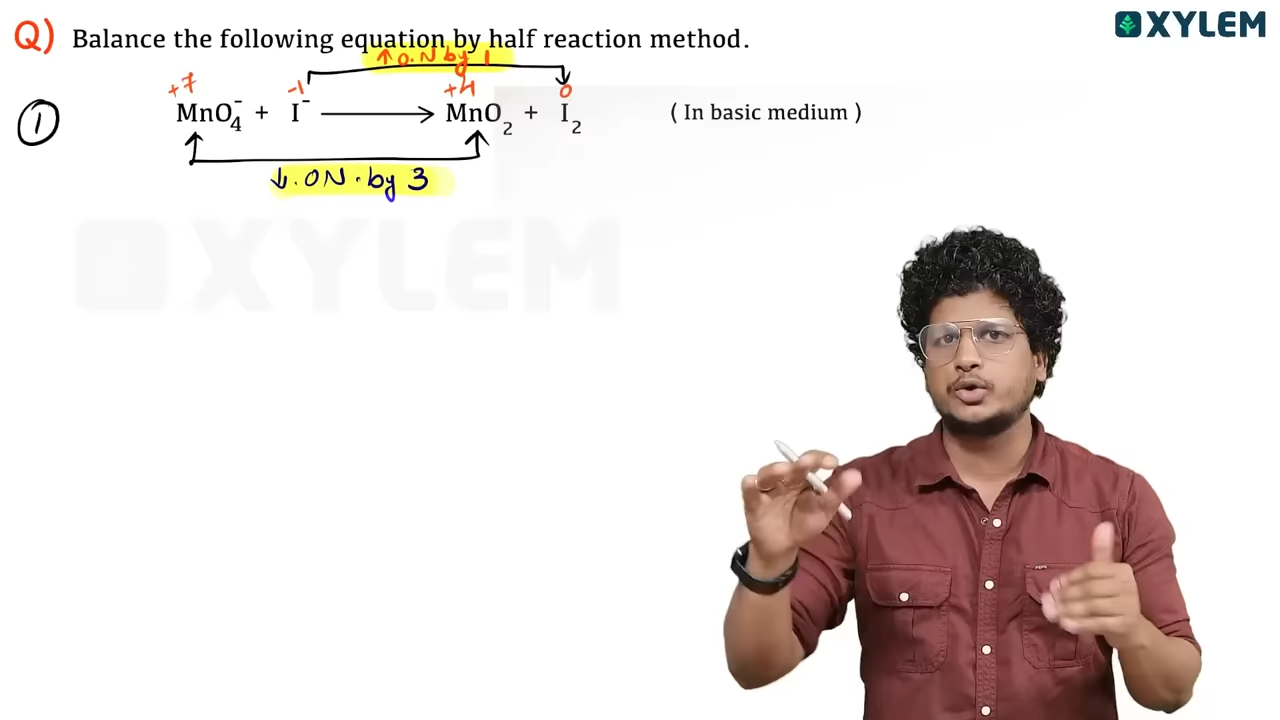 XYLEM
Q) Balance the following equation by half reaction method.
↑ O.N by 1
+7 -1 +4 0
① MnO₄⁻ + I⁻ ⟶ MnO₂ + I₂ ( In basic medium )
↓.ON.by 3
XYLEM